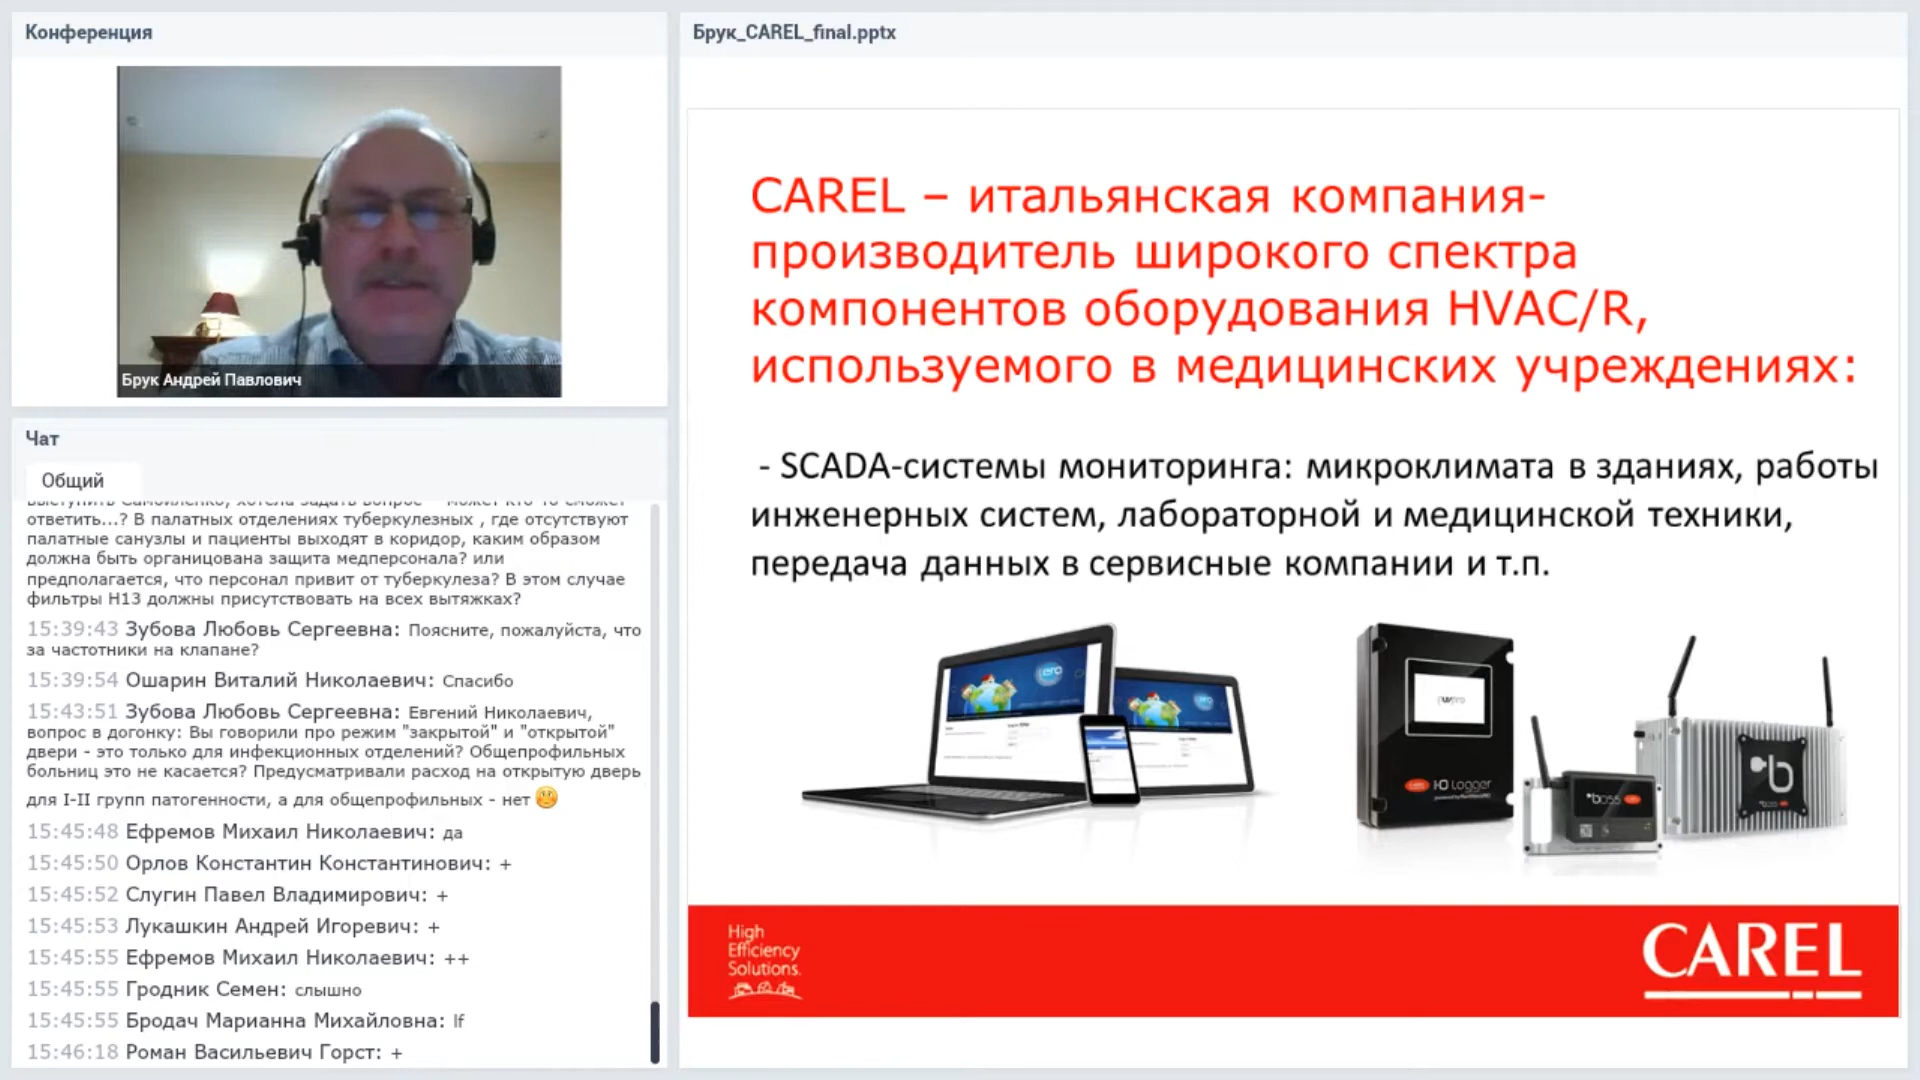 Конференция
Брук Андрей Павлович
Чат
Общий
ответить...? В палатных отделениях туберкулезных , где отсутствуют
палатные санузлы и пациенты выходят в коридор, каким образом
должна быть органицована защита медперсонала? или
предполагается, что персонал привит от туберкулеза? В этом случае
фильтры H13 должны присутствовать на всех вытяжках?
15:39:43 Зубова Любовь Сергеевна: Поясните, пожалуйста, что
за частотники на клапане?
15:39:54 Ошарин Виталий Николаевич: Спасибо
15:43:51 Зубова Любовь Сергеевна: Евгений Николаевич,
вопрос в догонку: Вы говорили про режим "закрытой" и "открытой"
двери - это только для инфекционных отделений? Общепрофильных
больниц это не касается? Предусматривали расход на открытую дверь
для I-II групп патогенности, а для общепрофильных - нет
15:45:48 Ефремов Михаил Николаевич: да
15:45:50 Орлов Константин Константинович: +
15:45:52 Слугин Павел Владимирович: +
15:45:53 Лукашкин Андрей Игоревич: +
15:45:55 Ефремов Михаил Николаевич: ++
15:45:55 Гродник Семен: слышно
15:45:55 Бродач Марианна Михайловна: lf
15:46:18 Роман Васильевич Горст: +
Брук_CAREL_final.pptx
CAREL – итальянская компания-
производитель широкого спектра
компонентов оборудования HVAC/R,
используемого в медицинских учреждениях:
- SCADA-системы мониторинга: микроклимата в зданиях, работы
инженерных систем, лабораторной и медицинской техники,
передача данных в сервисные компании и т.п.
boss
High
Efficiency
Solutions.
CAREL